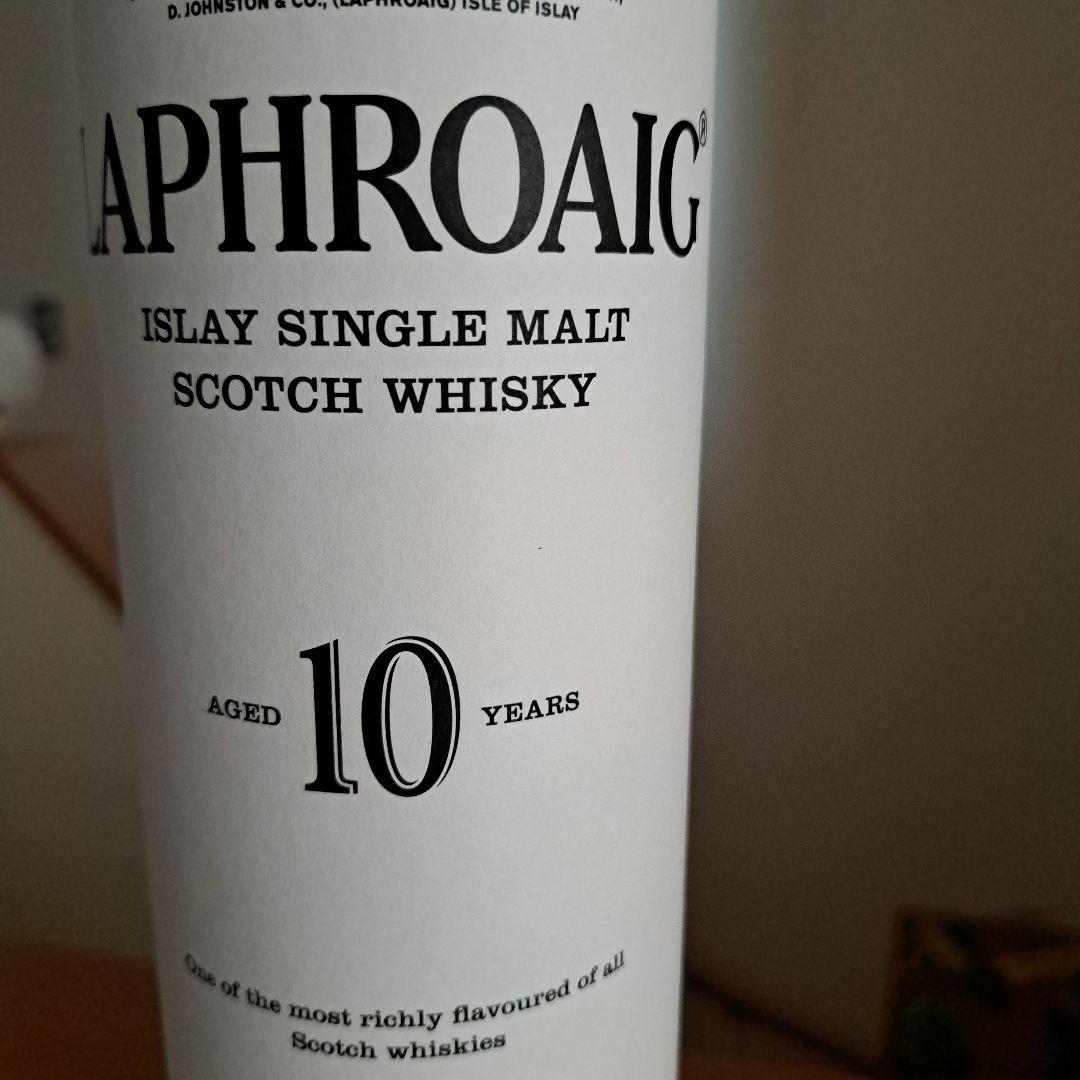 D. JOHNSTON & CO., (LAPHROAIG) ISLE OF ISLAY
LAPHROAIG®
ISLAY SINGLE MALT
SCOTCH WHISKY
AGED 10 YEARS
One of the most richly flavoured of all
Scotch whiskies